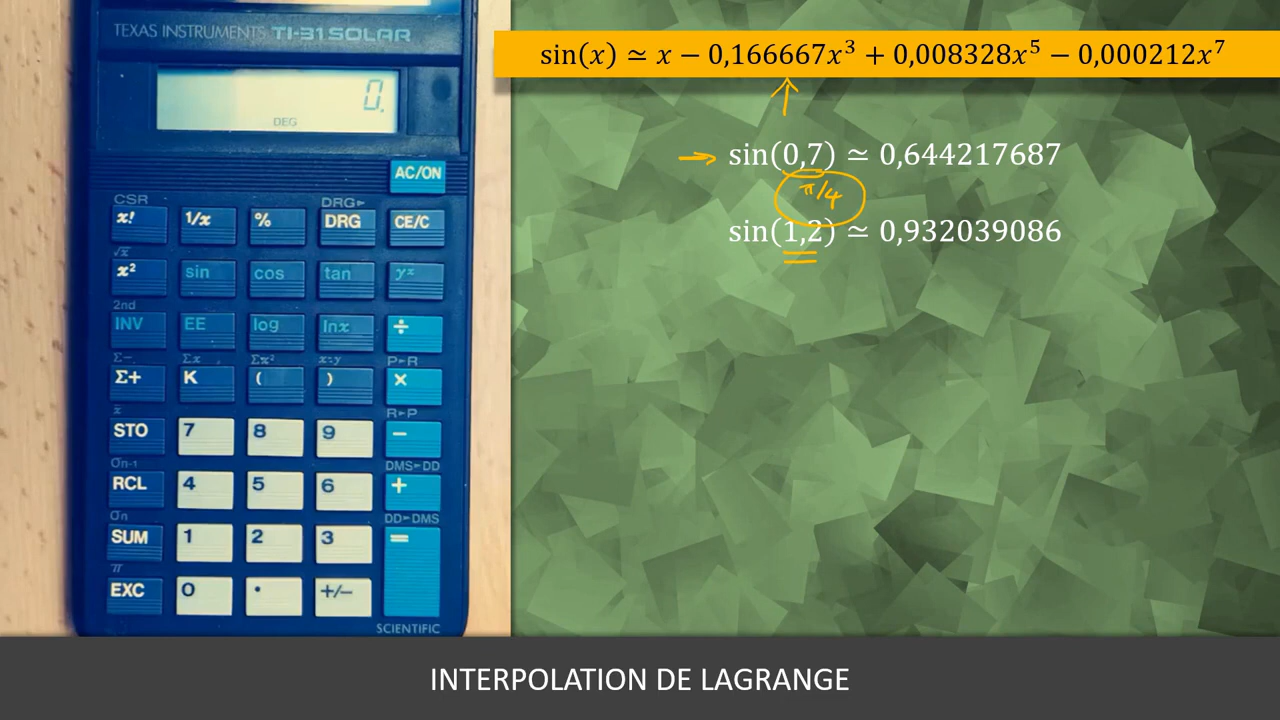 TEXAS INSTRUMENTS TI-31 SOLAR
0.
DEG
AC/ON
CSR DRG▸
x! 1/x % DRG CE/C
√x
x² sin cos tan yˣ
2nd
INV EE log lnx ÷
Σ- Σx Σx² x:y P▸R
Σ+ K ( ) ×
x̄ R▸P
STO 7 8 9 −
σn-1 DMS▸DD
RCL 4 5 6 +
σn DD▸DMS
SUM 1 2 3 =
π
EXC 0 • +/−
SCIENTIFIC
sin(x) ≃ x − 0,166667x³ + 0,008328x⁵ − 0,000212x⁷
→ sin(0,7) ≃ 0,644217687
π/4
sin(1,2) ≃ 0,932039086
INTERPOLATION DE LAGRANGE